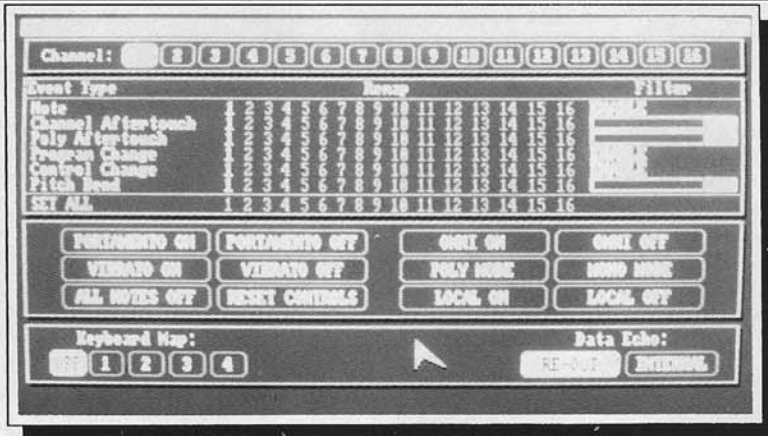 Channel: 2 3 4 5 6 7 8 9 10 11 12 13 14 15 16
Event Type Remap Filter
Note 1 2 3 4 5 6 7 8 9 10 11 12 13 14 15 16
Channel Aftertouch 1 2 3 4 5 6 7 8 9 10 11 12 13 14 15 16
Poly Aftertouch 1 2 3 4 5 6 7 8 9 10 11 12 13 14 15 16
Program Change 1 2 3 4 5 6 7 8 9 10 11 12 13 14 15 16
Control Change 1 2 3 4 5 6 7 8 9 10 11 12 13 14 15 16
Pitch Bend 1 2 3 4 5 6 7 8 9 10 11 12 13 14 15 16
SET ALL 1 2 3 4 5 6 7 8 9 10 11 12 13 14 15 16
PORTAMENTO ON PORTAMENTO OFF OMNI ON OMNI OFF
VIBRATO ON VIBRATO OFF POLY MODE MONO MODE
ALL NOTES OFF RESET CONTROLS LOCAL ON LOCAL OFF
Keyboard Map: Data Echo:
OFF 1 2 3 4 RE-OUT INTERNAL